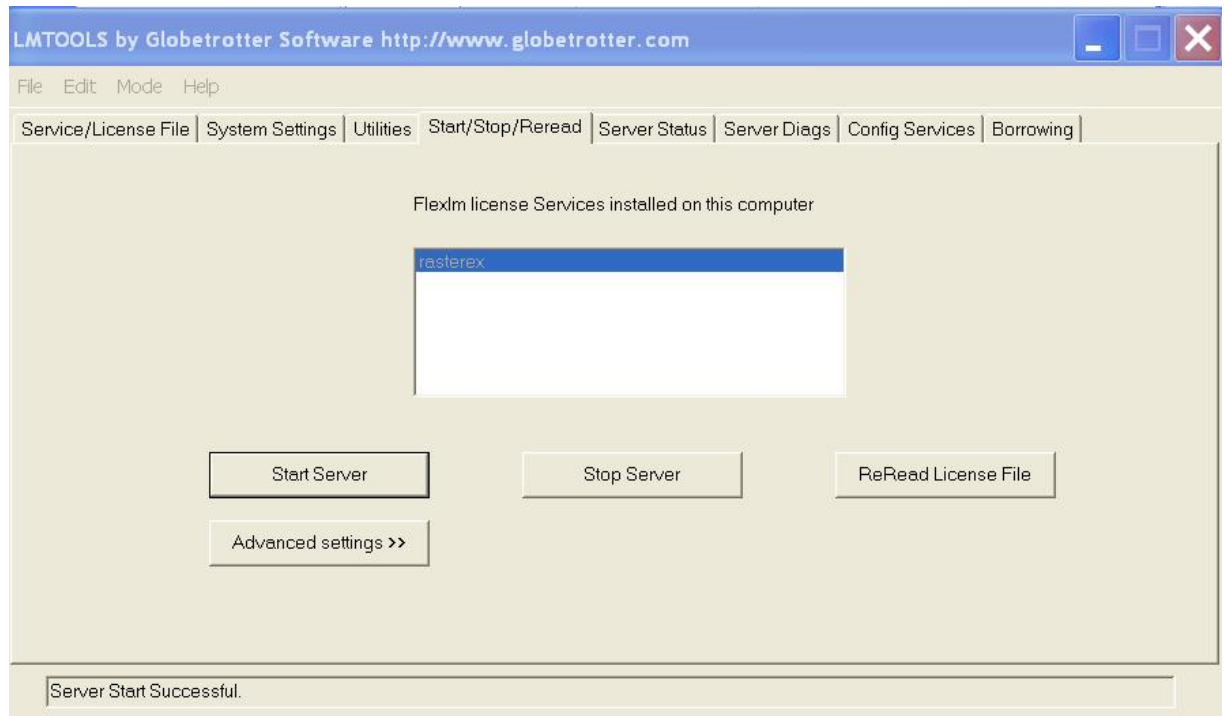 LMTOOLS by Globetrotter Software http://www.globetrotter.com
File Edit Mode Help
Service/License File System Settings Utilities Start/Stop/Reread Server Status Server Diags Config Services Borrowing
Flexlm license Services installed on this computer
rasterex
Start Server Stop Server ReRead License File
Advanced settings >>
Server Start Successful.